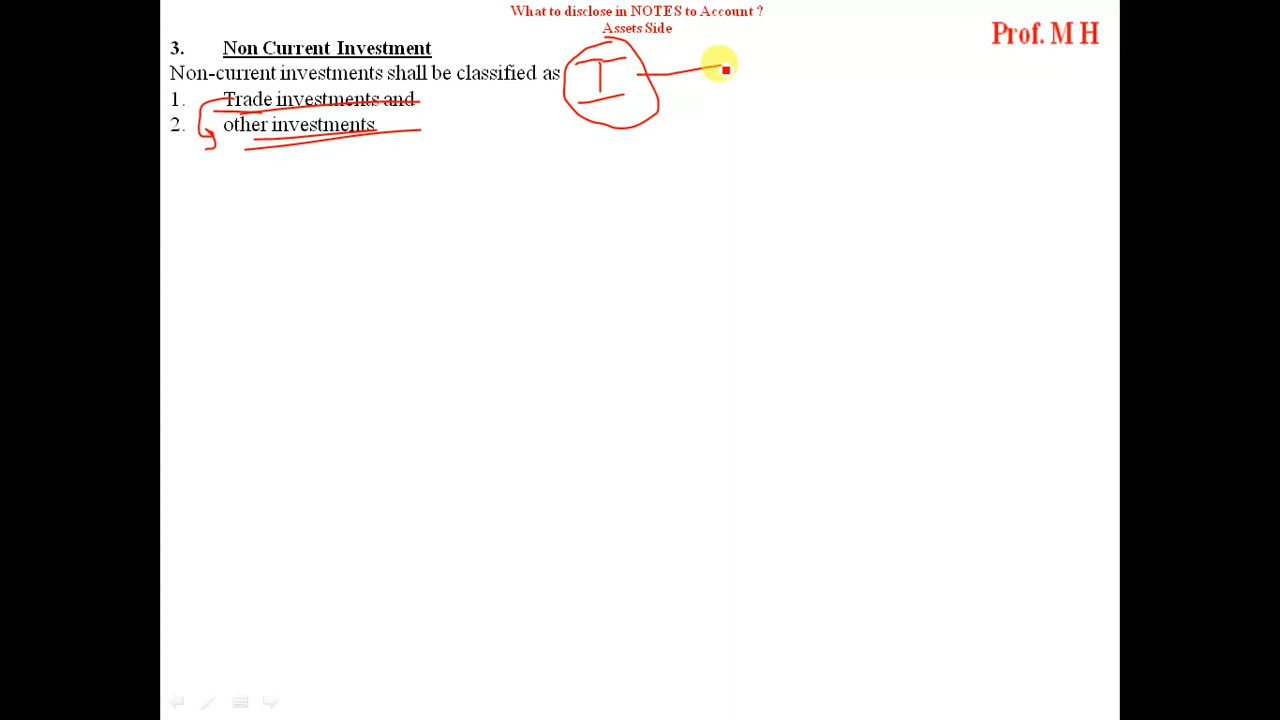 What to disclose in NOTES to Account ?
Assets Side
Prof. M H
3. Non Current Investment
Non-current investments shall be classified as
I
1. Trade investments and
2. other investments